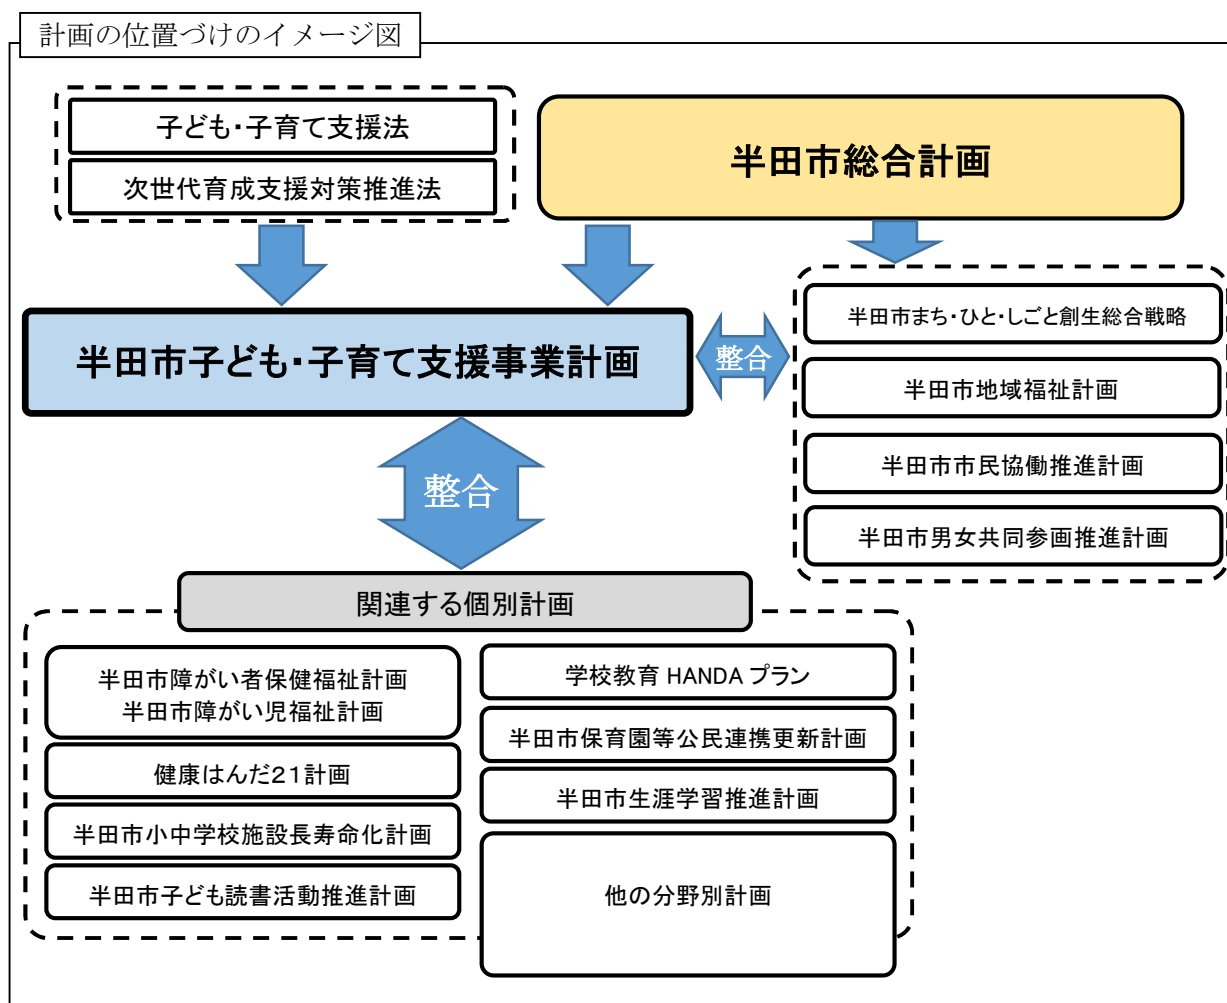 計画の位置づけのイメージ図
子ども・子育て支援法
次世代育成支援対策推進法
半田市総合計画
半田市子ども・子育て支援事業計画
整合
半田市まち・ひと・しごと創生総合戦略
半田市地域福祉計画
半田市市民協働推進計画
半田市男女共同参画推進計画
整合
関連する個別計画
半田市障がい者保健福祉計画
半田市障がい児福祉計画
健康はんだ21計画
半田市小中学校施設長寿命化計画
半田市子ども読書活動推進計画
学校教育 HANDA プラン
半田市保育園等公民連携更新計画
半田市生涯学習推進計画
他の分野別計画